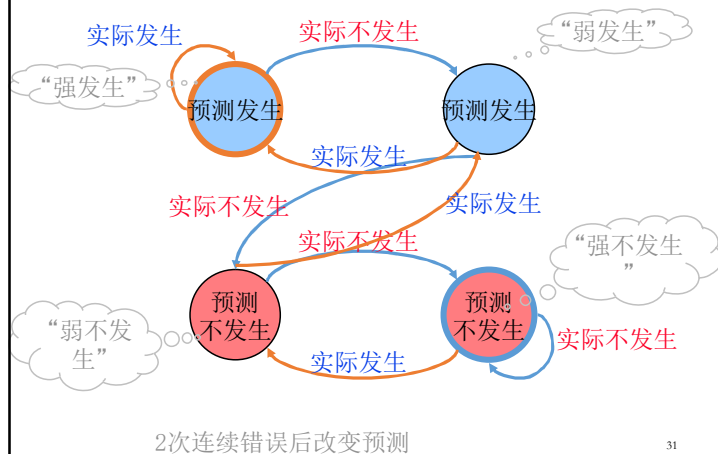 实际发生
实际不发生
“弱发生”
“强发生”
预测发生
预测发生
实际发生
实际不发生
实际发生
实际不发生
“强不发生
”
预测
不发生
预测
不发生
“弱不发
生”
实际不发生
实际发生
2次连续错误后改变预测
31